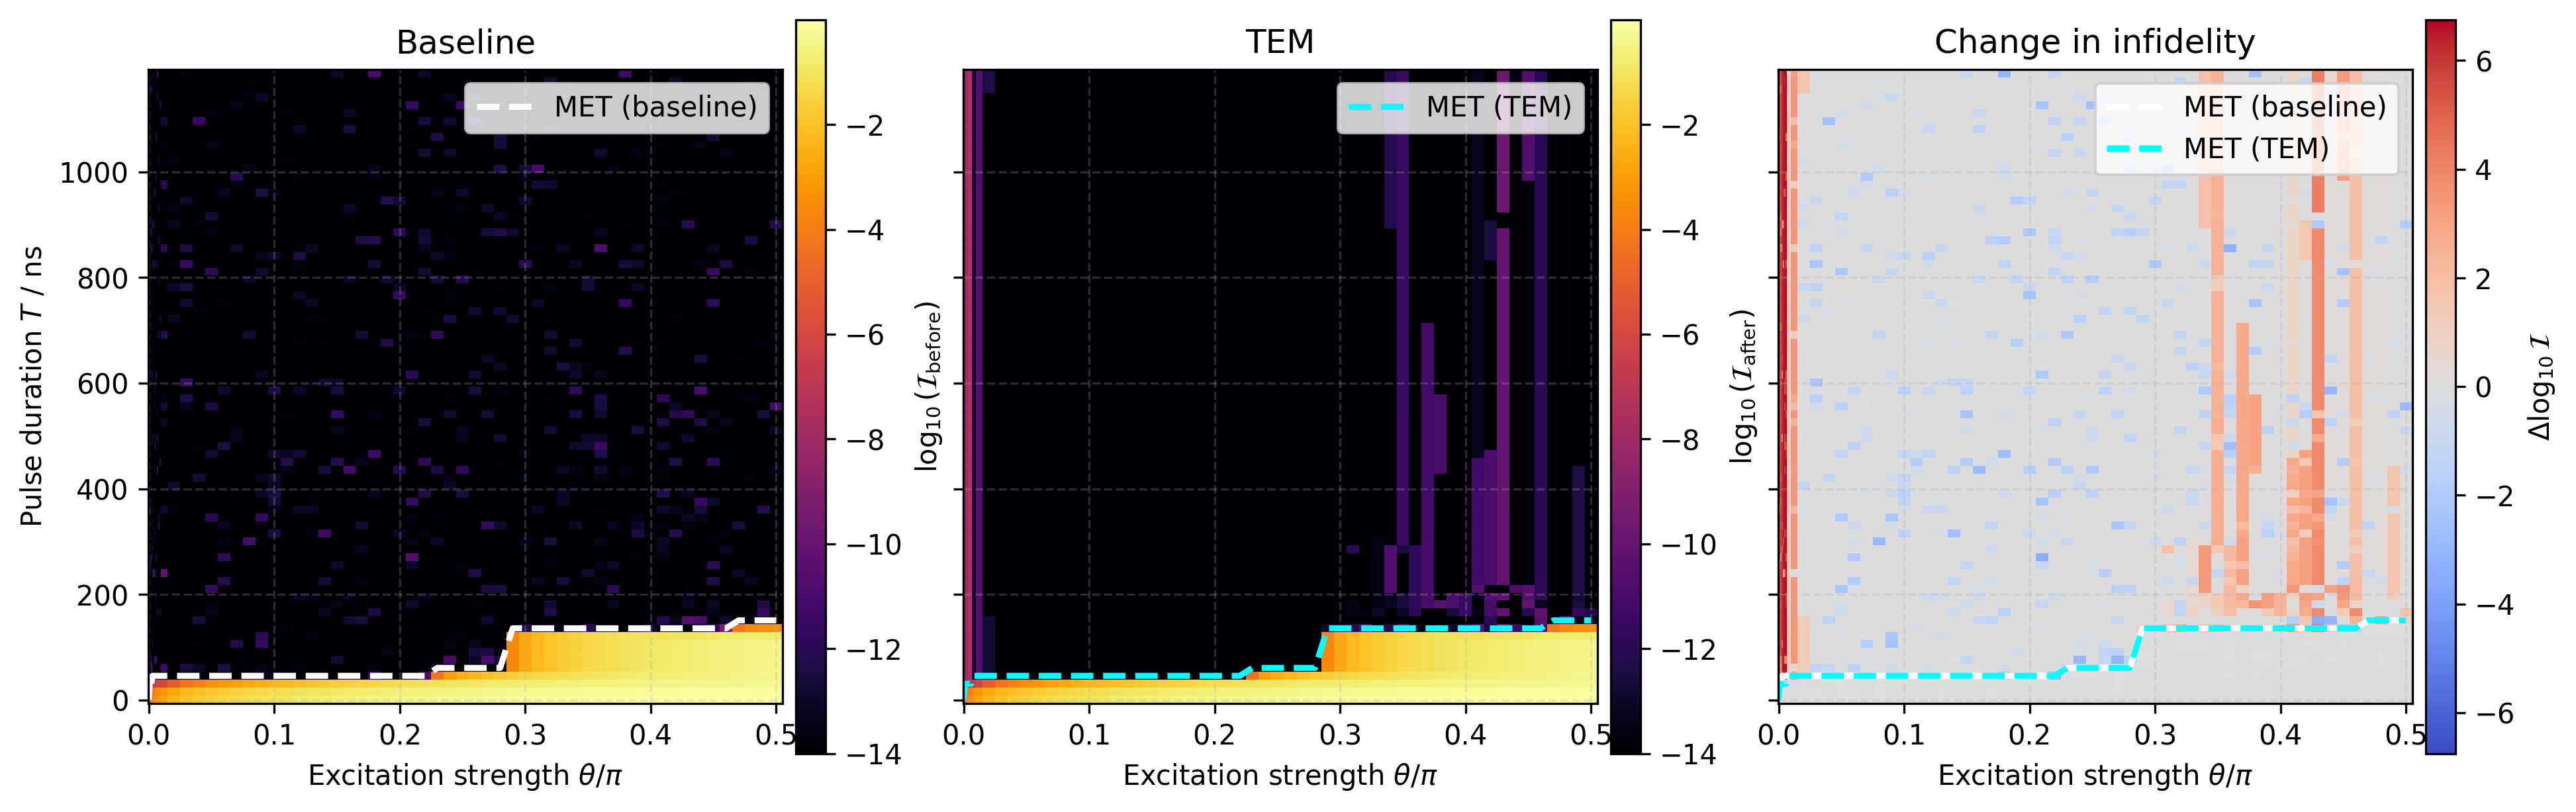 Baseline
MET (baseline)
Pulse duration T / ns
1000
800
600
400
200
0
0.0 0.1 0.2 0.3 0.4 0.5
Excitation strength θ/π
−2
−4
−6
−8
−10
−12
−14
log₁₀(ℐbefore)
TEM
MET (TEM)
0.0 0.1 0.2 0.3 0.4 0.5
Excitation strength θ/π
−2
−4
−6
−8
−10
−12
−14
log₁₀(ℐafter)
Change in infidelity
MET (baseline)
MET (TEM)
0.0 0.1 0.2 0.3 0.4 0.5
Excitation strength θ/π
6
4
2
0
−2
−4
−6
Δlog₁₀ ℐ